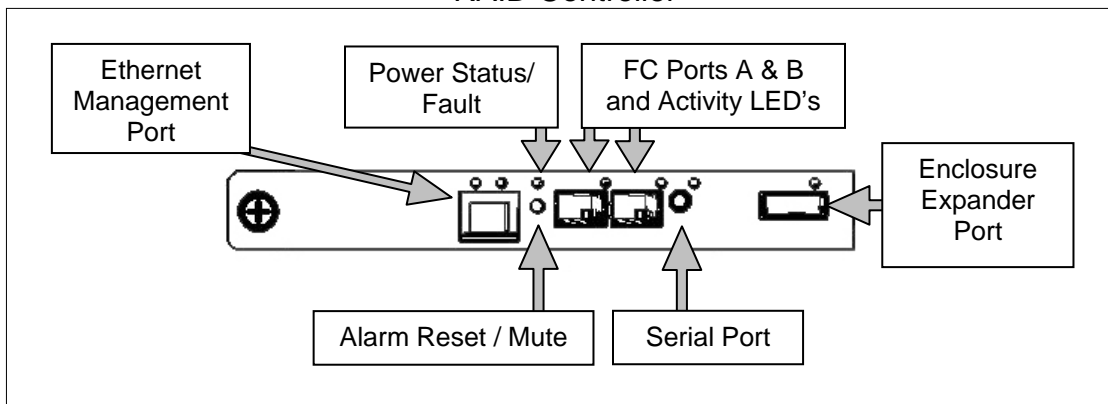 RAID Controller
Ethernet
Management
Port
Power Status/
Fault
FC Ports A & B
and Activity LED's
Enclosure
Expander
Port
Alarm Reset / Mute
Serial Port